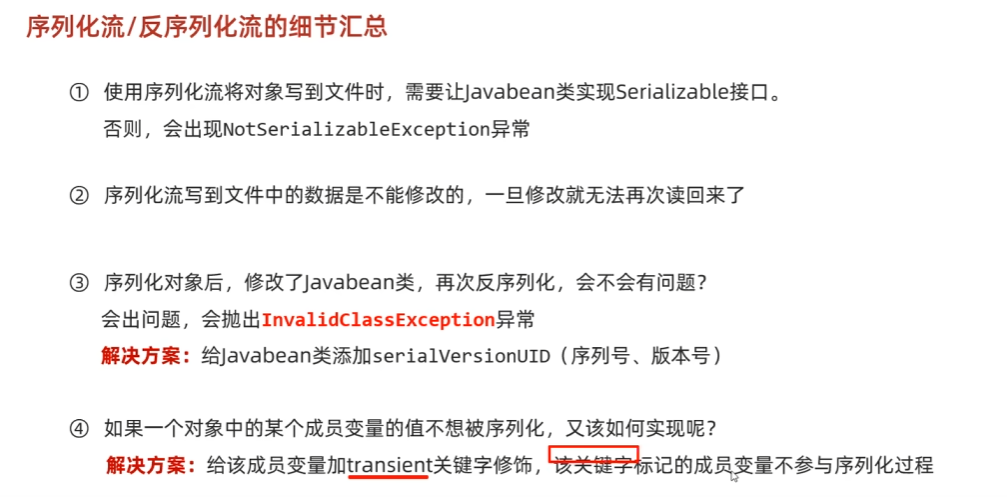 序列化流/反序列化流的细节汇总
① 使用序列化流将对象写到文件时，需要让Javabean类实现Serializable接口。
否则，会出现NotSerializableException异常
② 序列化流写到文件中的数据是不能修改的，一旦修改就无法再次读回来了
③ 序列化对象后，修改了Javabean类，再次反序列化，会不会有问题？
会出问题，会抛出InvalidClassException异常
解决方案：给Javabean类添加serialVersionUID（序列号、版本号）
④ 如果一个对象中的某个成员变量的值不想被序列化，又该如何实现呢？
解决方案：给该成员变量加transient关键字修饰，该关键字标记的成员变量不参与序列化过程